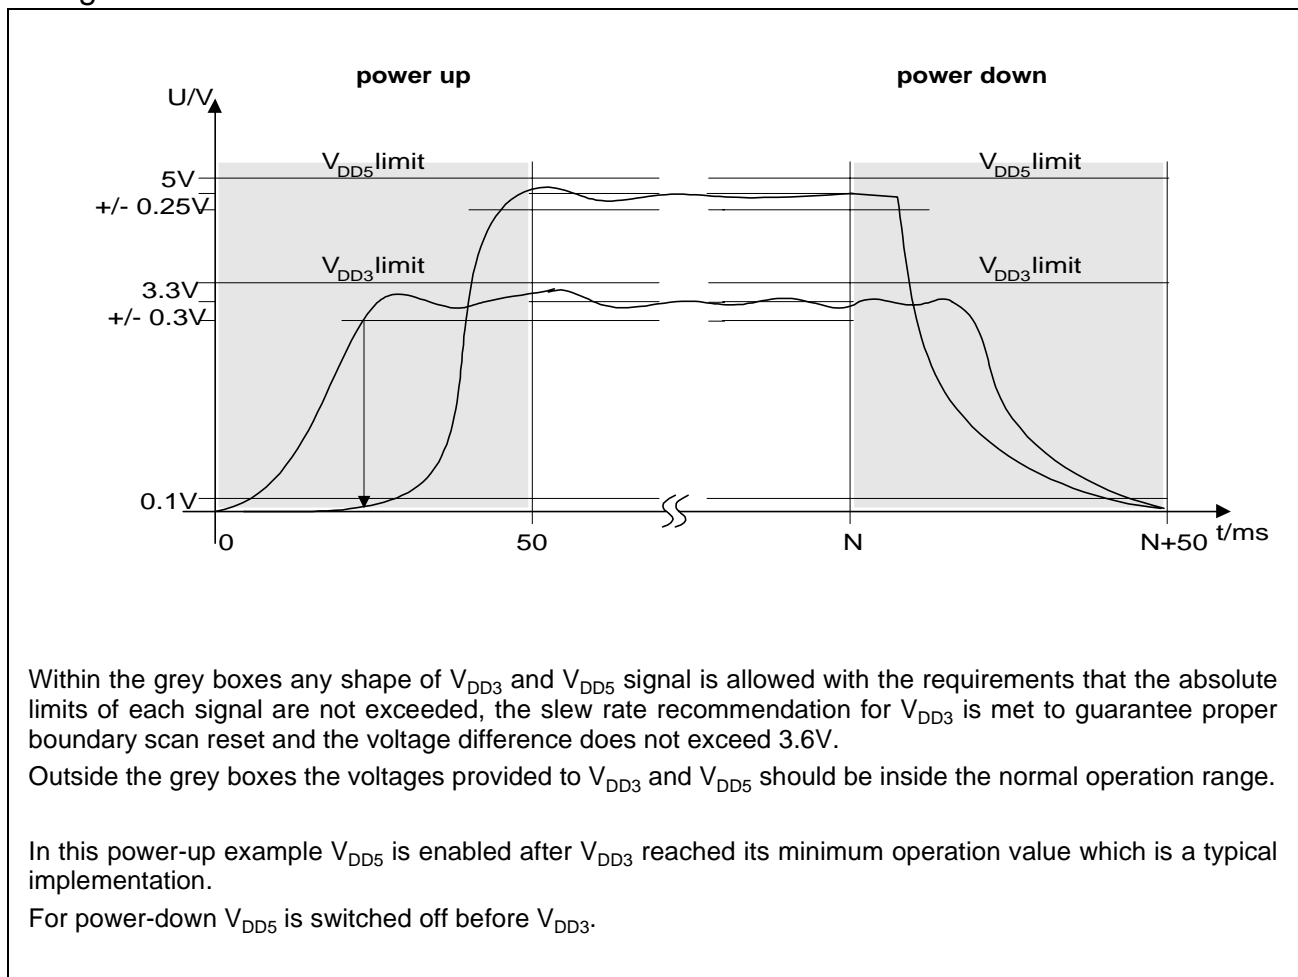 power up
power down
U/V
V_DD5 limit
V_DD5 limit
5V
+/- 0.25V
V_DD3 limit
V_DD3 limit
3.3V
+/- 0.3V
0.1V
0
50
N
N+50
t/ms
Within the grey boxes any shape of V_DD3 and V_DD5 signal is allowed with the requirements that the absolute
limits of each signal are not exceeded, the slew rate recommendation for V_DD3 is met to guarantee proper
boundary scan reset and the voltage difference does not exceed 3.6V.
Outside the grey boxes the voltages provided to V_DD3 and V_DD5 should be inside the normal operation range.
In this power-up example V_DD5 is enabled after V_DD3 reached its minimum operation value which is a typical
implementation.
For power-down V_DD5 is switched off before V_DD3.